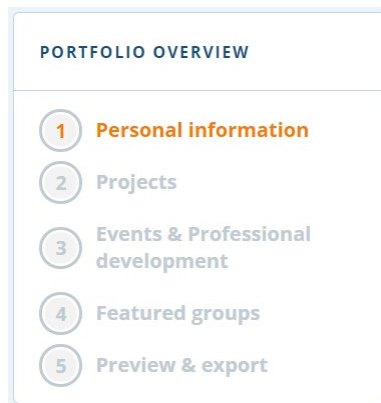 PORTFOLIO OVERVIEW
1 Personal information
2 Projects
3 Events & Professional
development
4 Featured groups
5 Preview & export